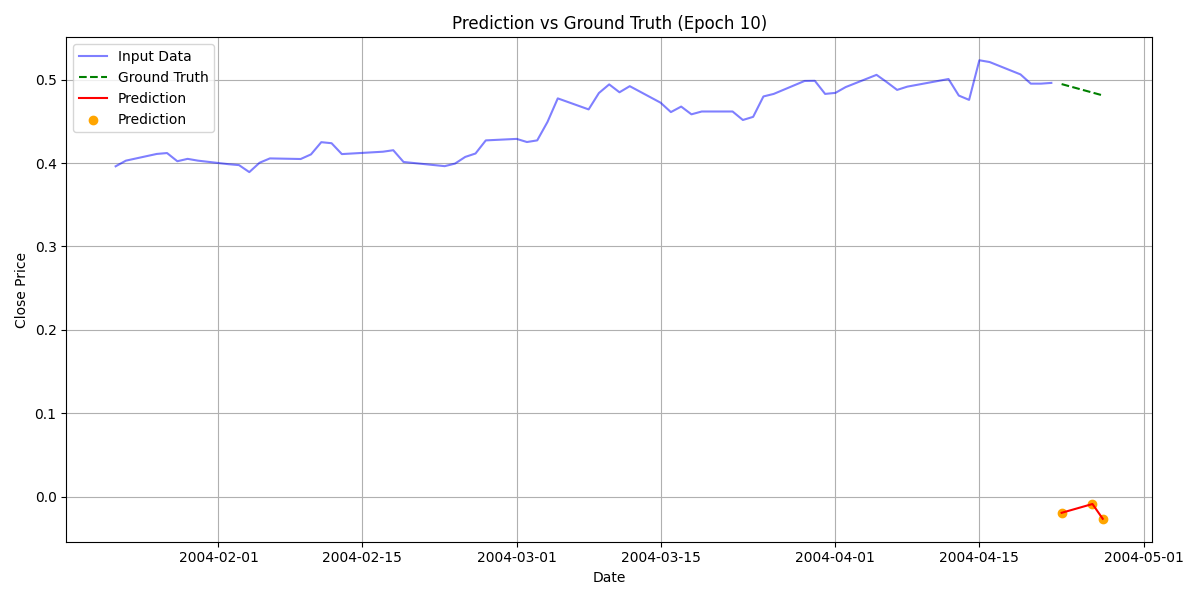 Prediction vs Ground Truth (Epoch 10)
Input Data
Ground Truth
Prediction
Prediction
Close Price
0.5
0.4
0.3
0.2
0.1
0.0
2004-02-01 2004-02-15 2004-03-01 2004-03-15 2004-04-01 2004-04-15 2004-05-01
Date